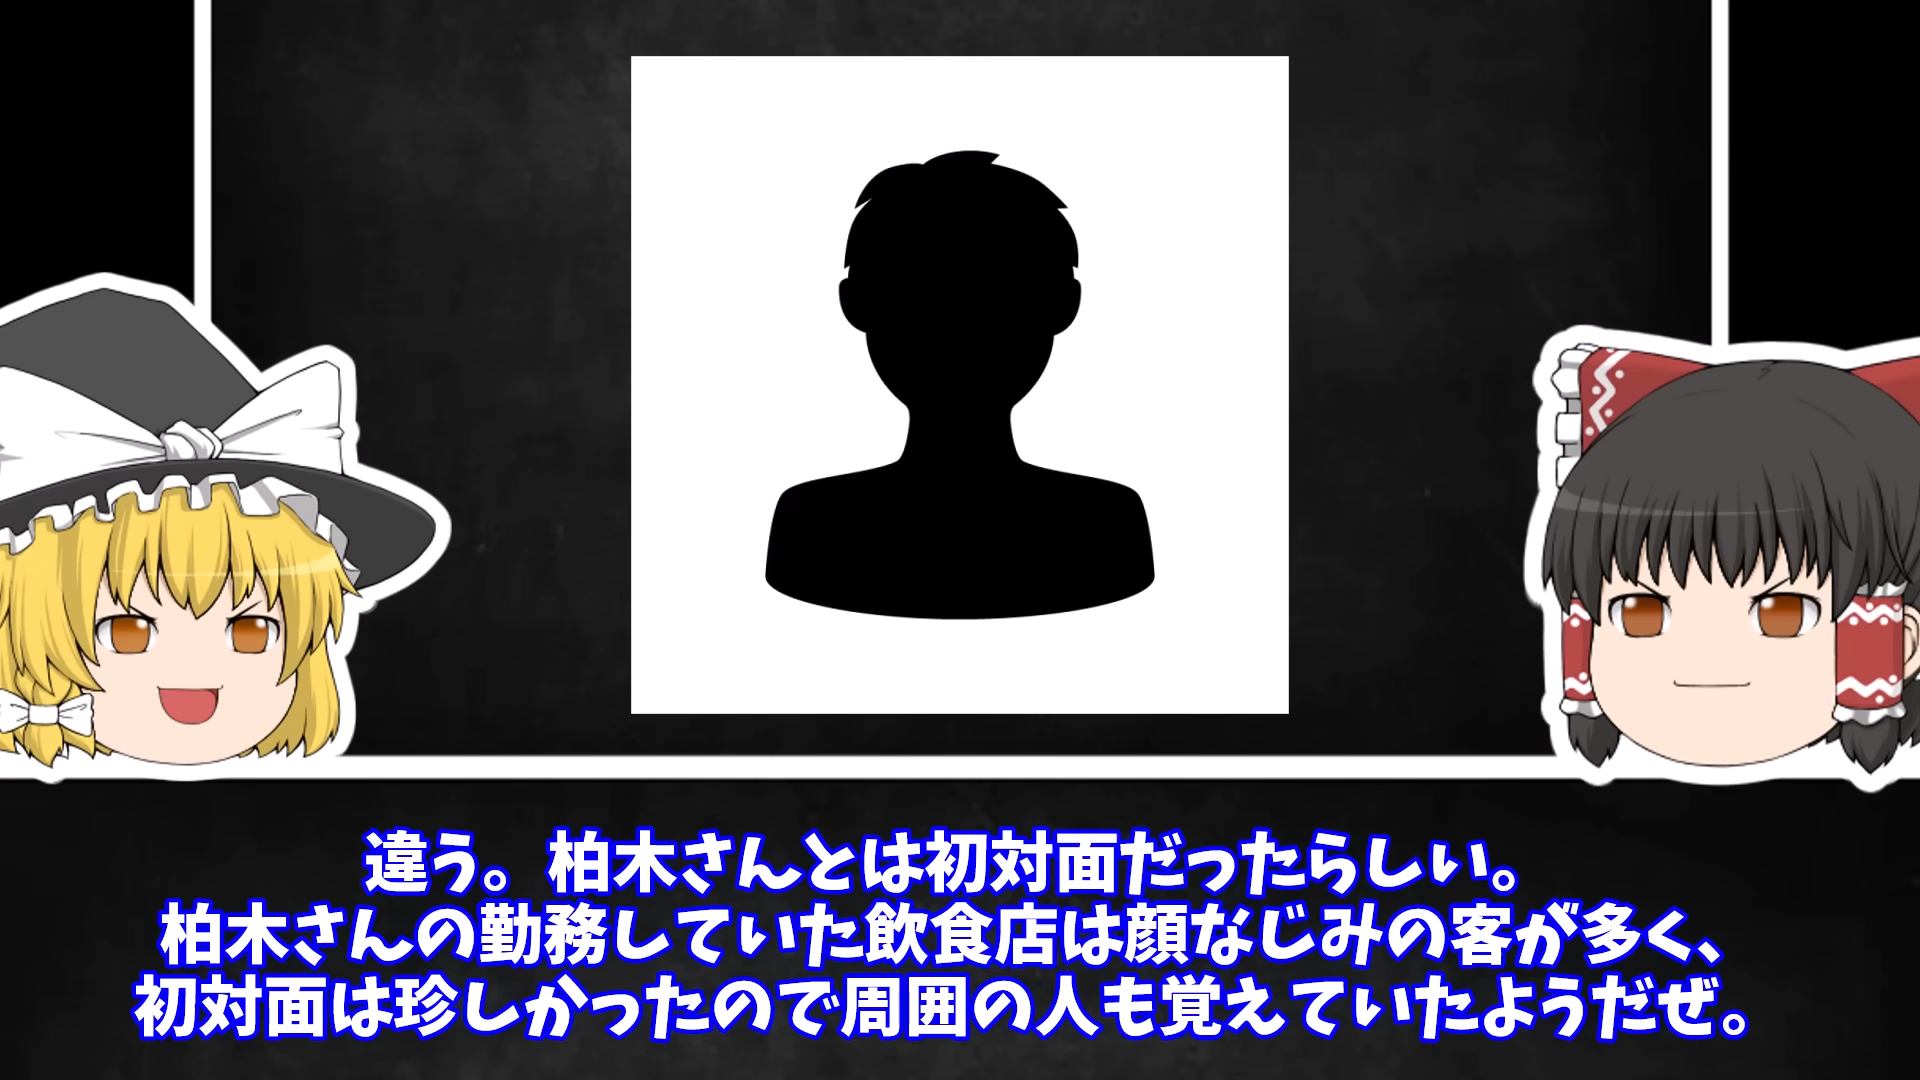 違う。柏木さんとは初対面だったらしい。
柏木さんの勤務していた飲食店は顔なじみの客が多く、
初対面は珍しかったので周囲の人も覚えていたようだぜ。